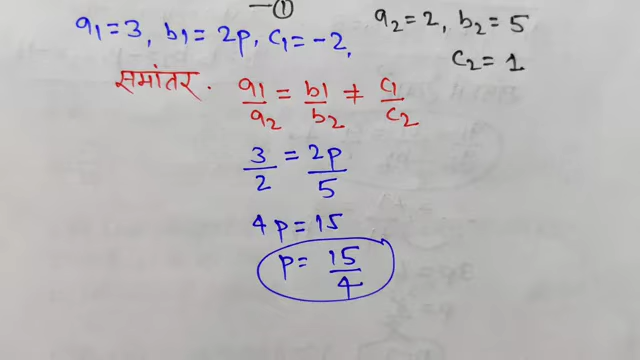 —①
a₁=3, b₁=2p, c₁=-2, a₂=2, b₂=5
c₂=1
समांतर. a1/a₂ = b1/b₂ ≠ c1/c₂
3/2 = 2p/5
4p=15
p= 15/4